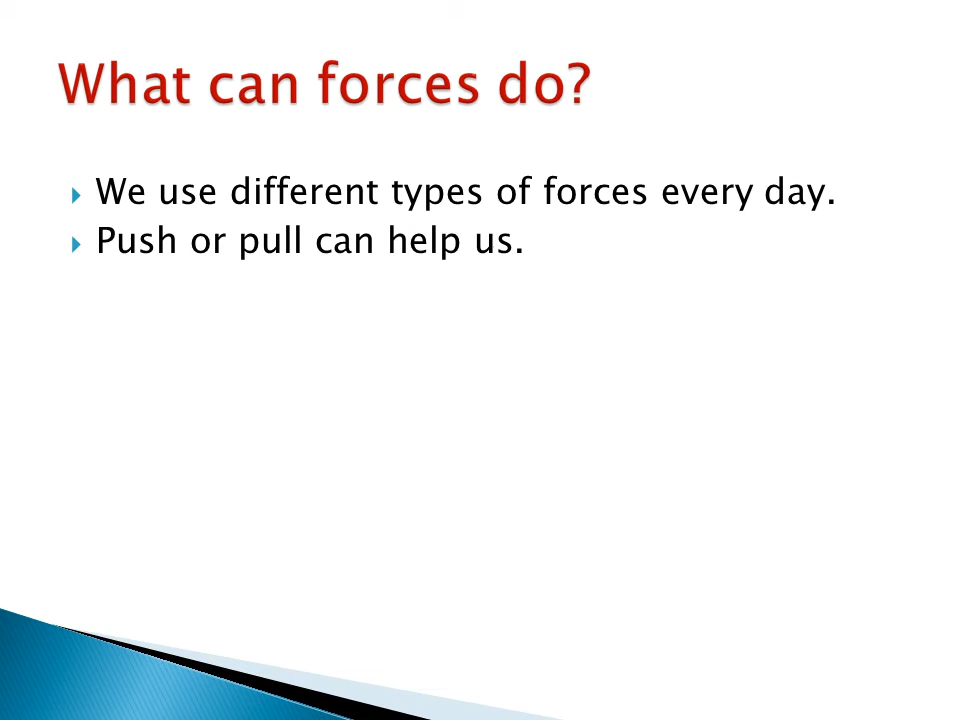 What can forces do?
We use different types of forces every day.
Push or pull can help us.